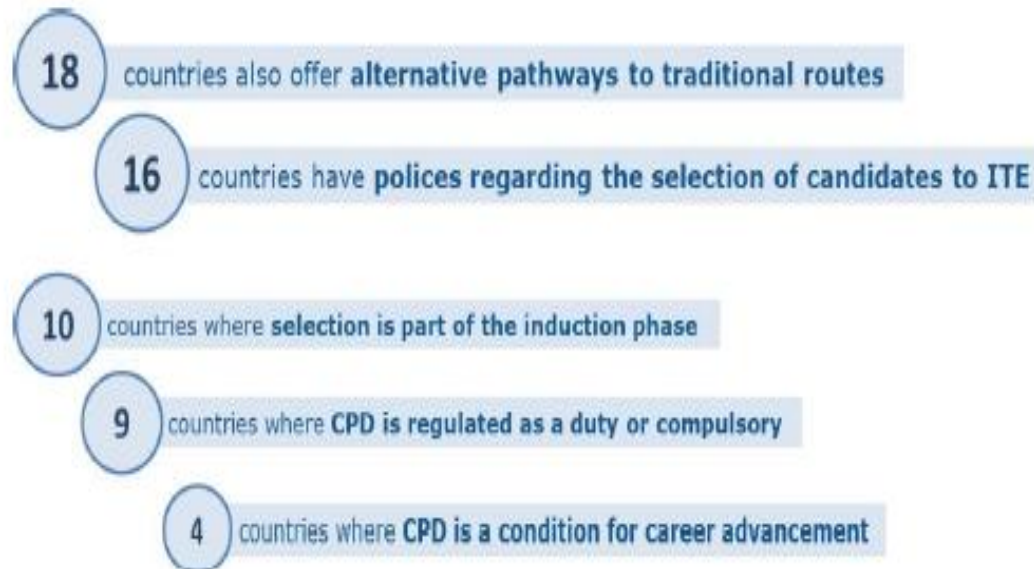 18 countries also offer alternative pathways to traditional routes
16 countries have polices regarding the selection of candidates to ITE
10 countries where selection is part of the induction phase
9 countries where CPD is regulated as a duty or compulsory
4 countries where CPD is a condition for career advancement